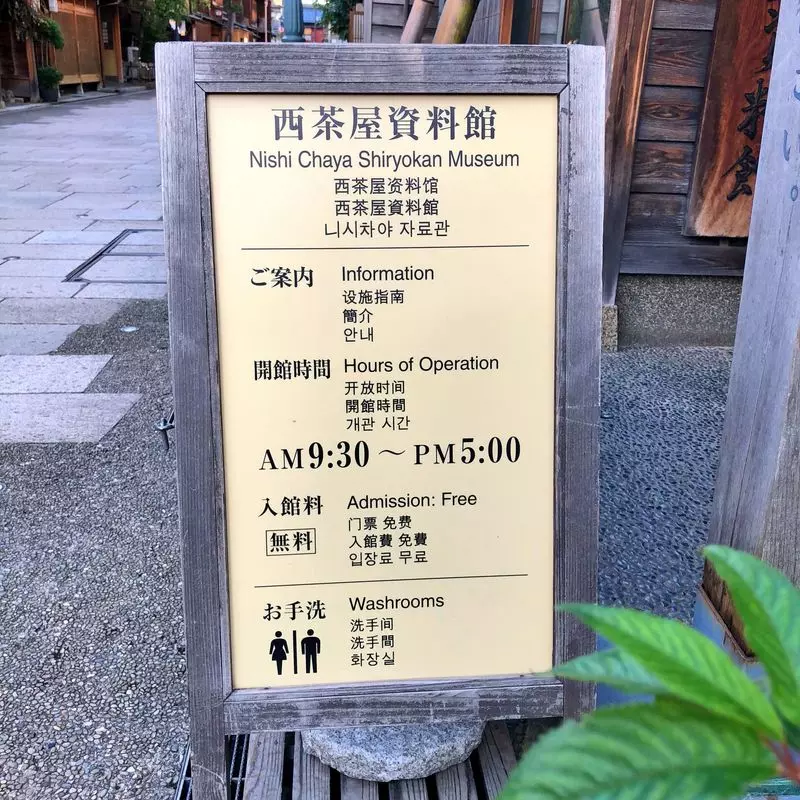 西茶屋資料館
Nishi Chaya Shiryokan Museum
西茶屋资料馆
西茶屋資料館
니시차야 자료관
ご案内 Information
设施指南
簡介
안내
開館時間 Hours of Operation
开放时间
開館時間
개관 시간
AM9:30 ～ PM5:00
入館料 Admission: Free
门票 免费
無料 入館費 免費
입장료 무료
お手洗 Washrooms
洗手间
洗手間
화장실